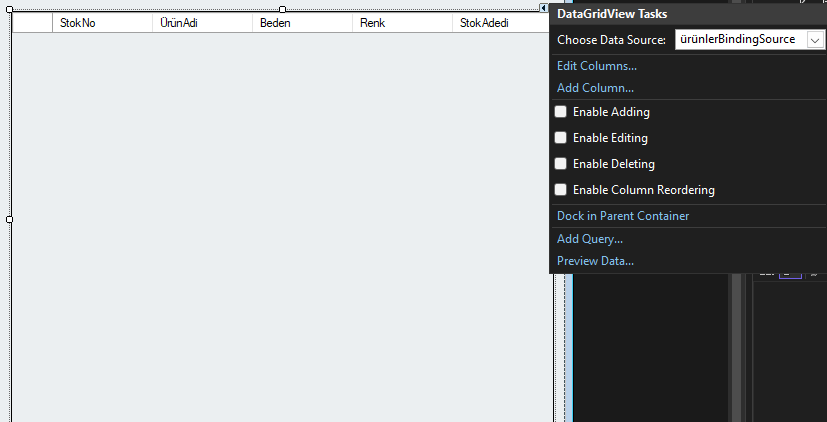 DataGridView Tasks
StokNo ÜrünAdi Beden Renk StokAdedi
Choose Data Source: ürünlerBindingSource
Edit Columns...
Add Column...
Enable Adding
Enable Editing
Enable Deleting
Enable Column Reordering
Dock in Parent Container
Add Query...
Preview Data...